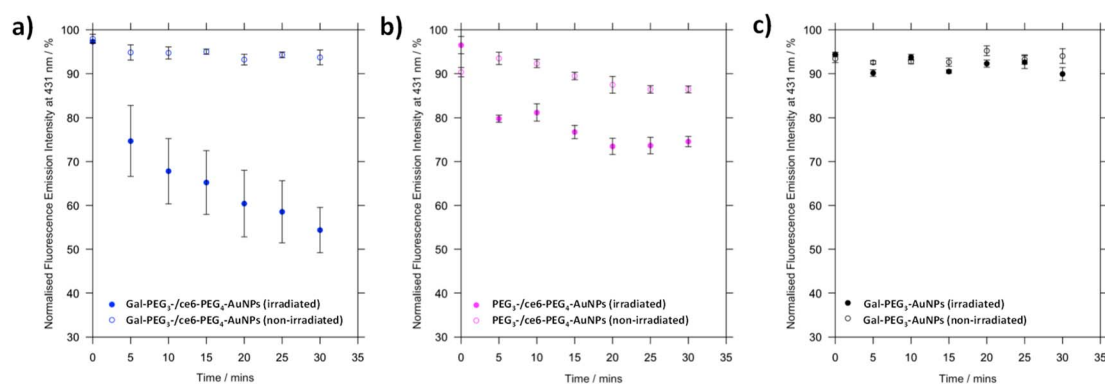 a)
Normalised Fluorescence Emission Intensity at 431 nm / %
100
90
80
70
60
50
40
30
Gal-PEG₃-/ce6-PEG₄-AuNPs (irradiated)
Gal-PEG₃-/ce6-PEG₄-AuNPs (non-irradiated)
0 5 10 15 20 25 30 35
Time / mins
b)
Normalised Fluorescence Emission Intensity at 431 nm / %
100
90
80
70
60
50
40
30
PEG₃-/ce6-PEG₄-AuNPs (irradiated)
PEG₃-/ce6-PEG₄-AuNPs (non-irradiated)
0 5 10 15 20 25 30 35
Time / mins
c)
Normalised Fluorescence Emission Intensity at 431 nm / %
100
90
80
70
60
50
40
30
Gal-PEG₃-AuNPs (irradiated)
Gal-PEG₃-AuNPs (non-irradiated)
0 5 10 15 20 25 30 35
Time / mins